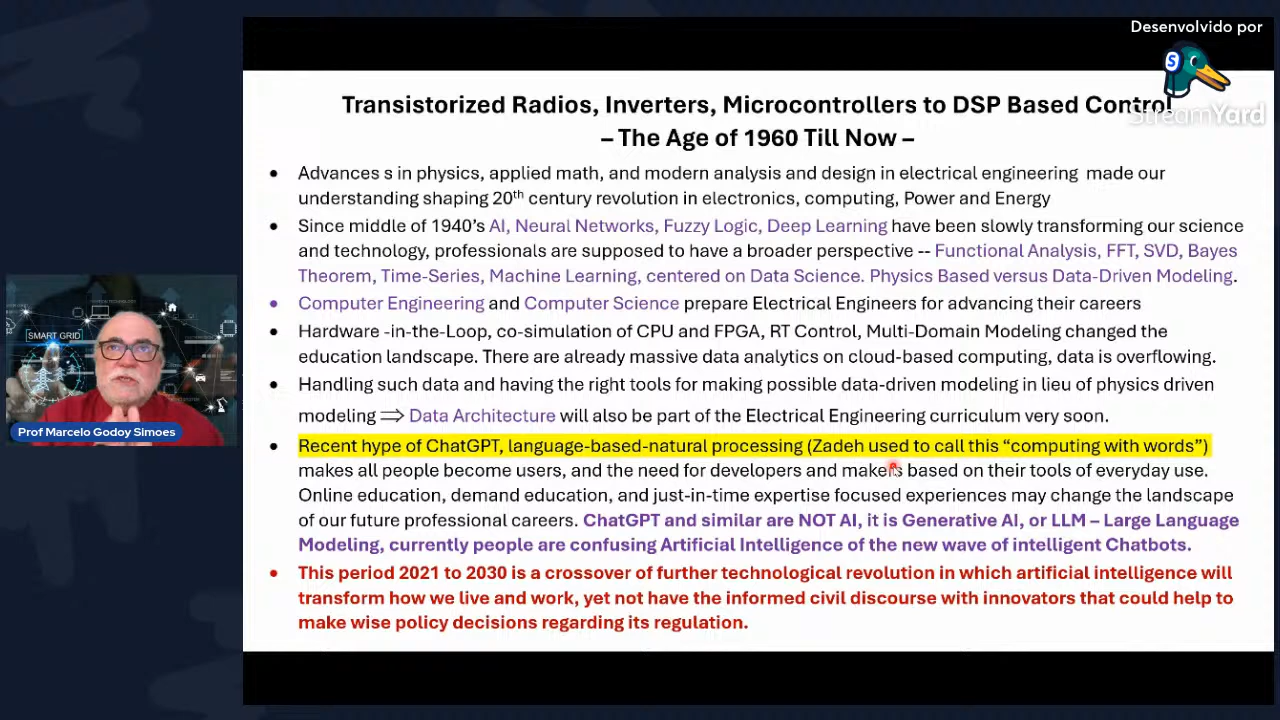 Desenvolvido por
S
StreamYard
Transistorized Radios, Inverters, Microcontrollers to DSP Based Control
– The Age of 1960 Till Now –
• Advances s in physics, applied math, and modern analysis and design in electrical engineering made our
understanding shaping 20th century revolution in electronics, computing, Power and Energy
• Since middle of 1940's AI, Neural Networks, Fuzzy Logic, Deep Learning have been slowly transforming our science
and technology, professionals are supposed to have a broader perspective -- Functional Analysis, FFT, SVD, Bayes
Theorem, Time-Series, Machine Learning, centered on Data Science. Physics Based versus Data-Driven Modeling.
• Computer Engineering and Computer Science prepare Electrical Engineers for advancing their careers
• Hardware -in-the-Loop, co-simulation of CPU and FPGA, RT Control, Multi-Domain Modeling changed the
education landscape. There are already massive data analytics on cloud-based computing, data is overflowing.
• Handling such data and having the right tools for making possible data-driven modeling in lieu of physics driven
modeling ⟹ Data Architecture will also be part of the Electrical Engineering curriculum very soon.
• Recent hype of ChatGPT, language-based-natural processing (Zadeh used to call this “computing with words”)
makes all people become users, and the need for developers and makers based on their tools of everyday use.
Online education, demand education, and just-in-time expertise focused experiences may change the landscape
of our future professional careers. ChatGPT and similar are NOT AI, it is Generative AI, or LLM – Large Language
Modeling, currently people are confusing Artificial Intelligence of the new wave of intelligent Chatbots.
• This period 2021 to 2030 is a crossover of further technological revolution in which artificial intelligence will
transform how we live and work, yet not have the informed civil discourse with innovators that could help to
make wise policy decisions regarding its regulation.
SMART GRID
Prof Marcelo Godoy Simoes